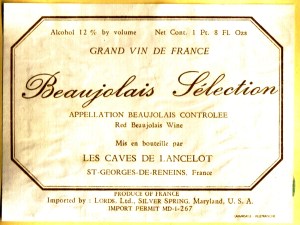 Alcohol 12 % by volume Net Cont. 1 Pt. 8 Fl. Ozs
GRAND VIN DE FRANCE
Beaujolais Sélection
APPELLATION BEAUJOLAIS CONTROLÉE
Red Beaujolais Wine
Mis en bouteille par
LES CAVES DE LANCELOT
ST-GEORGES-DE-RENEINS, France
PRODUCE OF FRANCE
Imported by : LORDS, Ltd., SILVER SPRING, Maryland, U. S. A.
IMPORT PERMIT MD-1-267